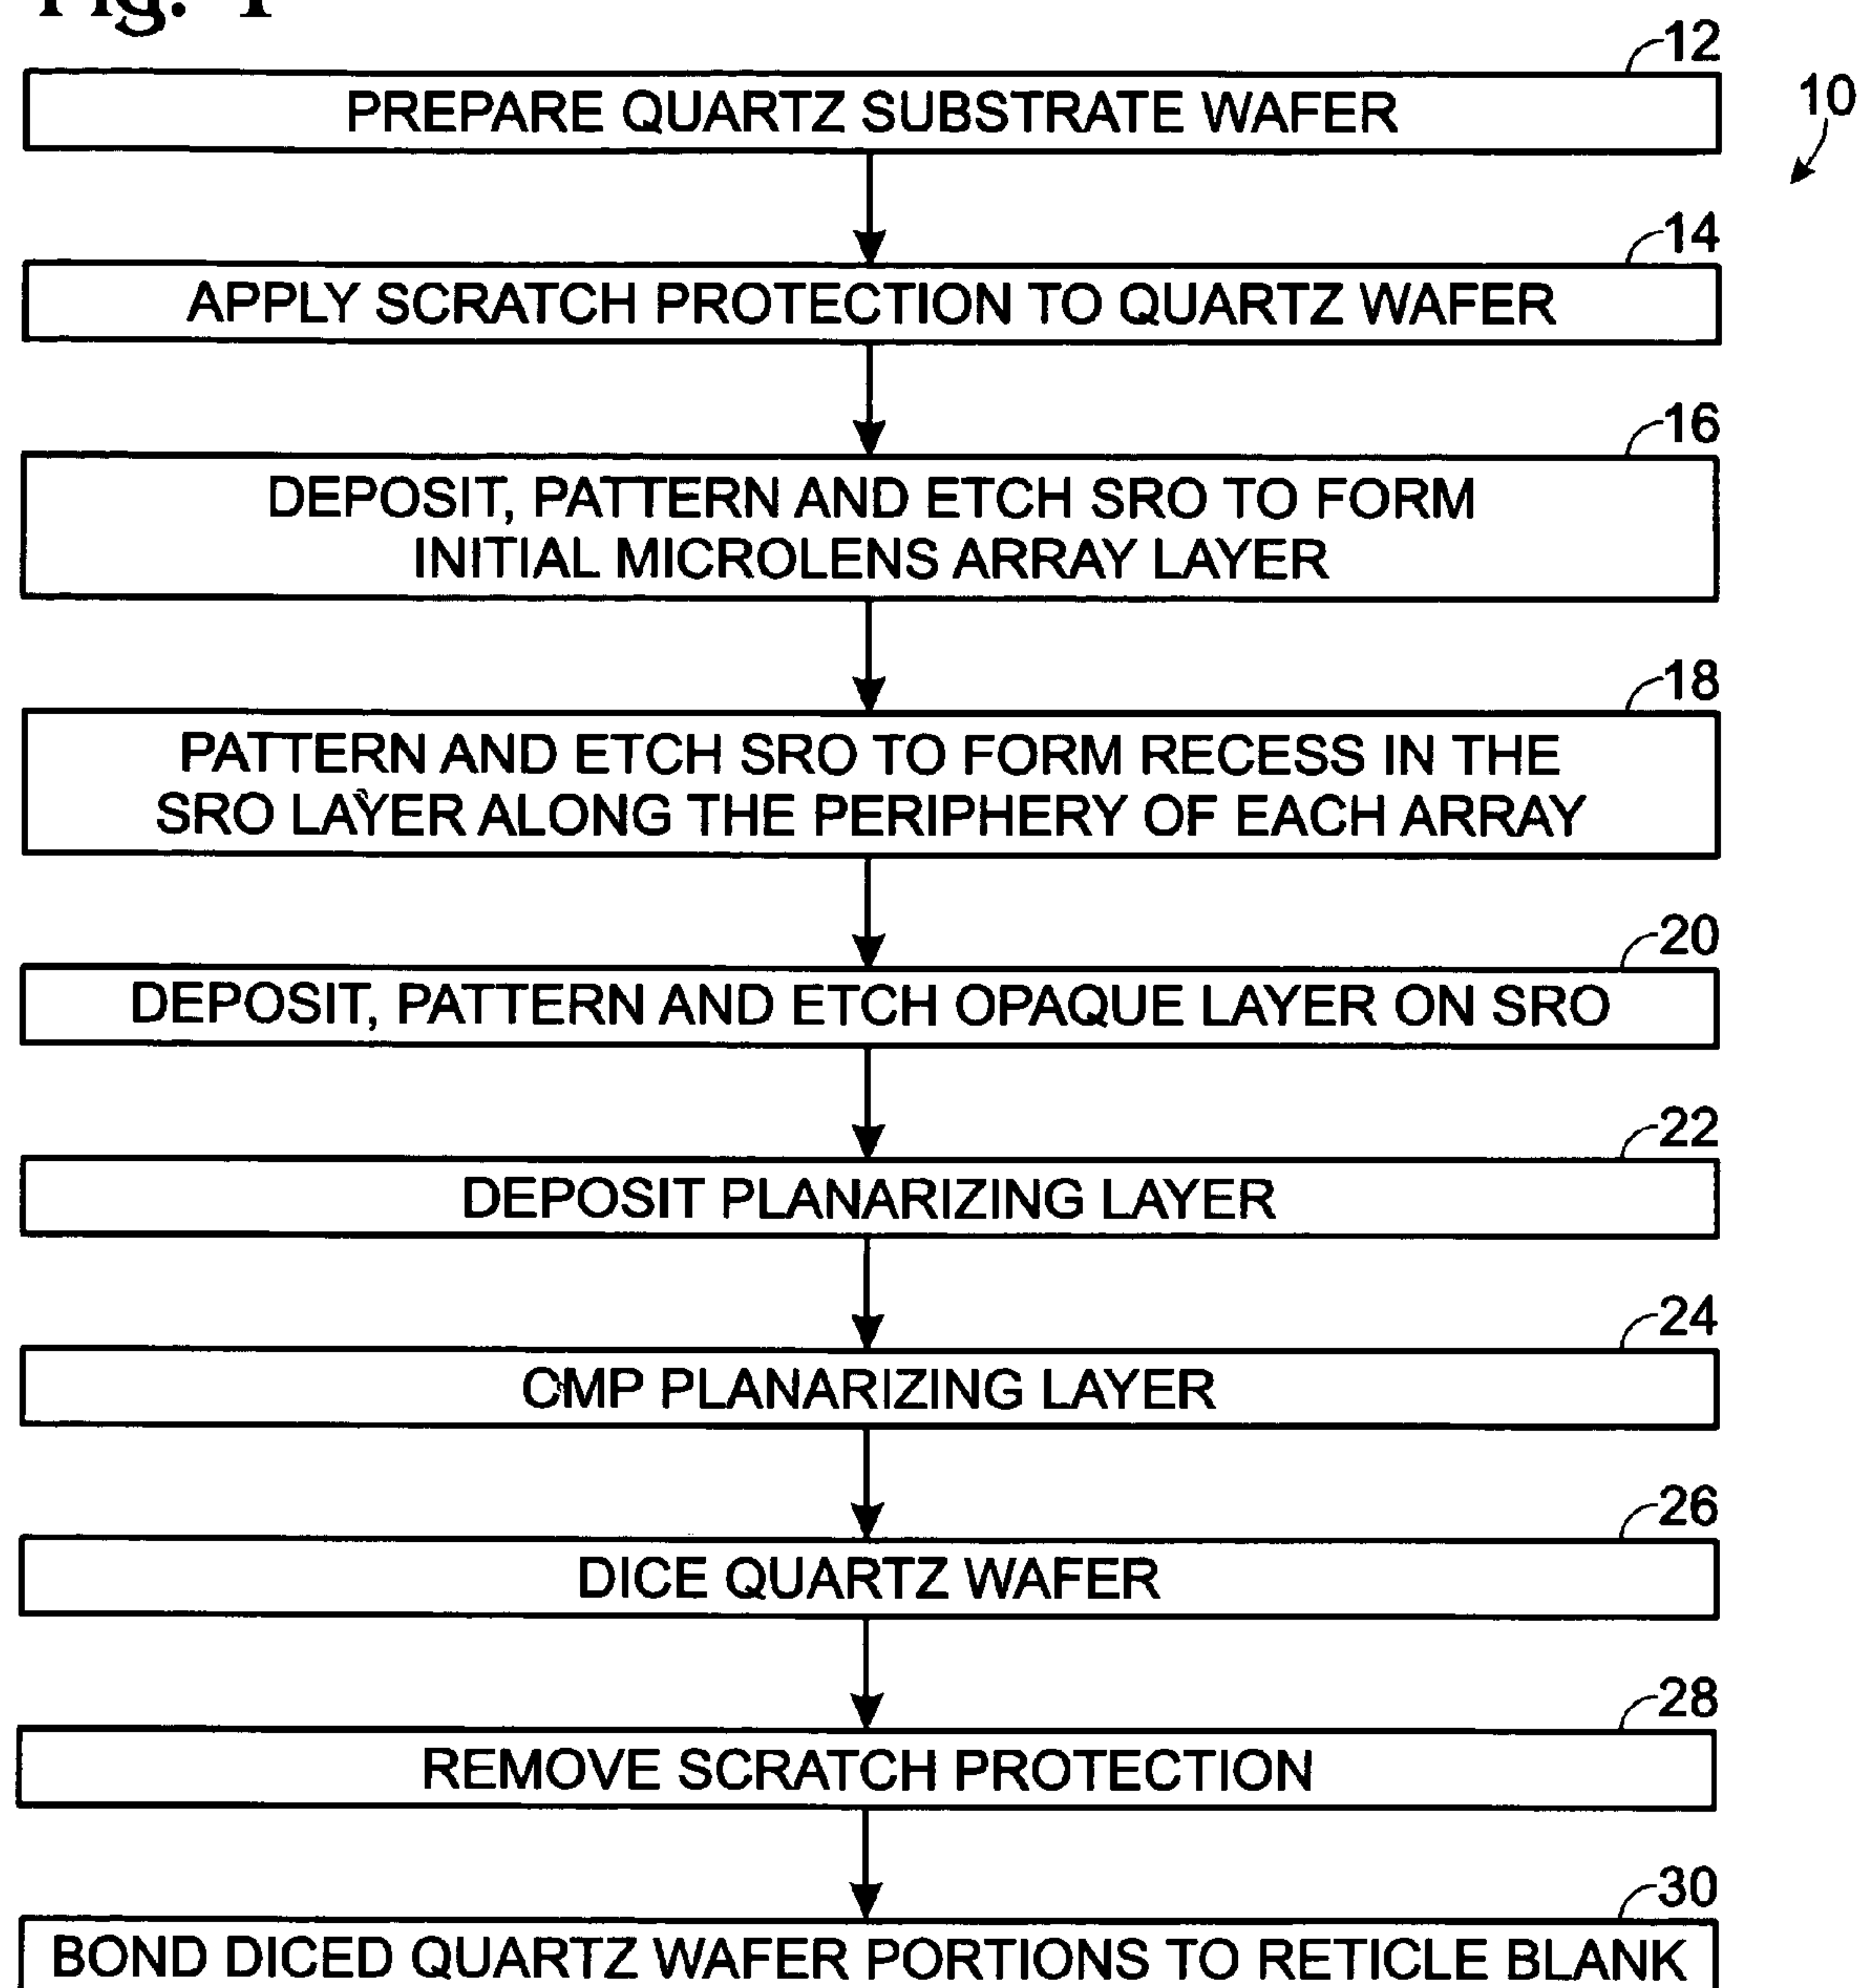 Fig. 1
12
PREPARE QUARTZ SUBSTRATE WAFER
10
14
APPLY SCRATCH PROTECTION TO QUARTZ WAFER
16
DEPOSIT, PATTERN AND ETCH SRO TO FORM
INITIAL MICROLENS ARRAY LAYER
18
PATTERN AND ETCH SRO TO FORM RECESS IN THE
SRO LAYER ALONG THE PERIPHERY OF EACH ARRAY
20
DEPOSIT, PATTERN AND ETCH OPAQUE LAYER ON SRO
22
DEPOSIT PLANARIZING LAYER
24
CMP PLANARIZING LAYER
26
DICE QUARTZ WAFER
28
REMOVE SCRATCH PROTECTION
30
BOND DICED QUARTZ WAFER PORTIONS TO RETICLE BLANK